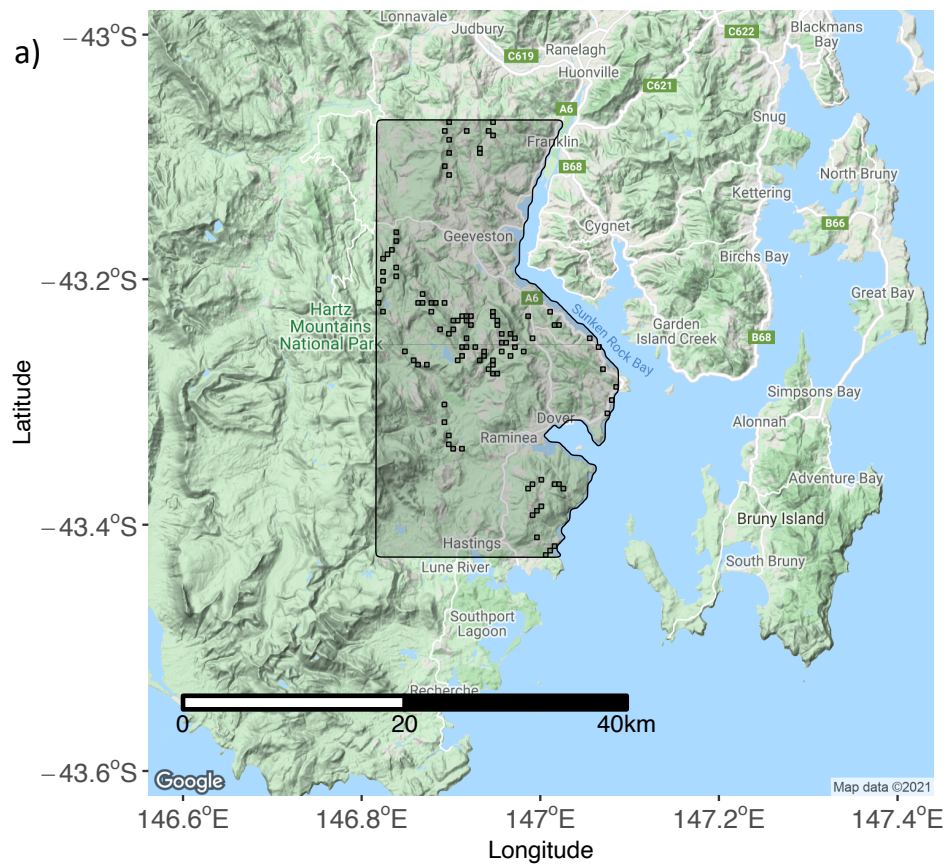 a)
Lonnavale
Judbury
Blackmans
Bay
C622
C619
Ranelagh
Huonville
C621
A6
Snug
Franklin
B68
North Bruny
Kettering
Cygnet
B66
Geeveston
Birchs Bay
A6
Great Bay
Hartz
Mountains
National Park
Sunken Rock Bay
Garden
Island Creek
B68
Simpsons Bay
Dover
Alonnah
Raminea
Adventure Bay
Bruny Island
Hastings
South Bruny
Lune River
Southport
Lagoon
Recherche
0 20 40km
Google
Map data ©2021
−43°S
−43.2°S
−43.4°S
−43.6°S
Latitude
146.6°E 146.8°E 147°E 147.2°E 147.4°E
Longitude